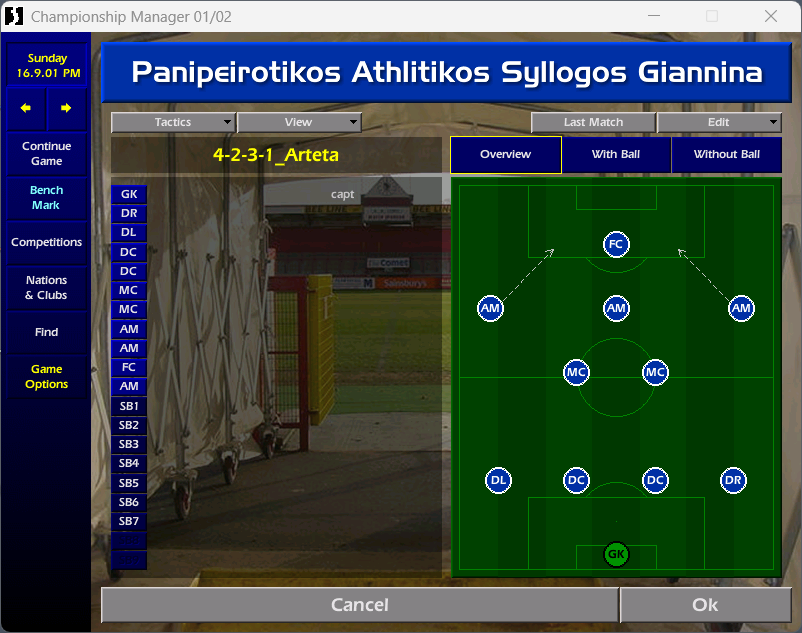 Championship Manager 01/02
Sunday
16.9.01 PM
Continue
Game
Bench
Mark
Competitions
Nations
& Clubs
Find
Game
Options
Panipeirotikos Athlitikos Syllogos Giannina
Tactics
View
Last Match
Edit
4-2-3-1_Arteta
Overview
With Ball
Without Ball
GK
capt
DR
DL
DC
DC
MC
MC
AM
AM
FC
AM
SB1
SB2
SB3
SB4
SB5
SB6
SB7
Comet
Sainsbury's
FC
AM
AM
AM
MC
MC
DL
DC
DC
DR
GK
Cancel
Ok